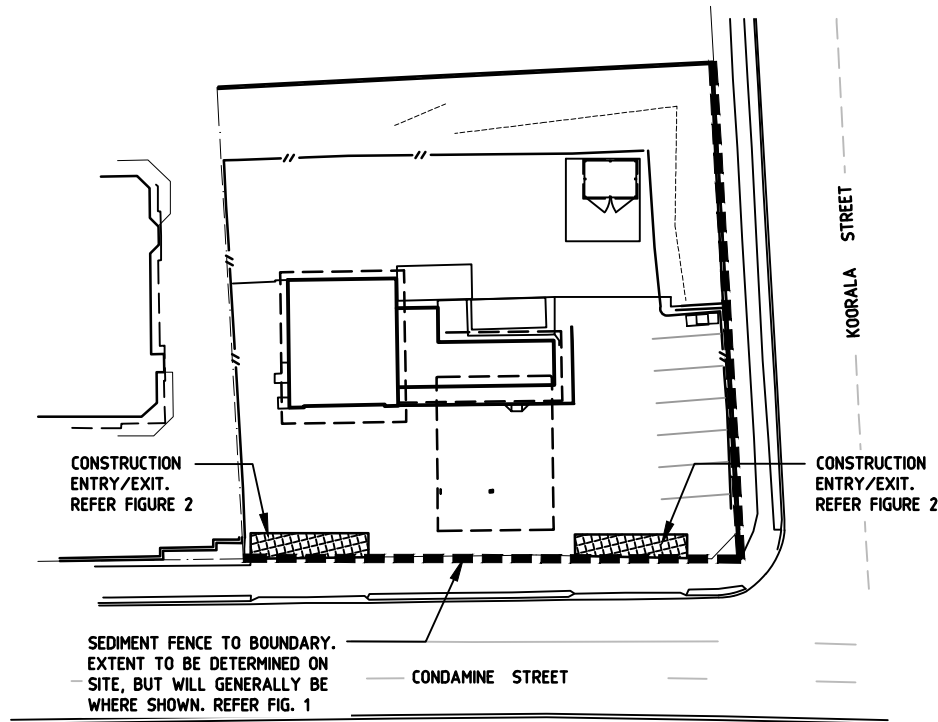 KOORALA STREET
CONSTRUCTION
ENTRY/EXIT.
REFER FIGURE 2
CONSTRUCTION
ENTRY/EXIT.
REFER FIGURE 2
SEDIMENT FENCE TO BOUNDARY.
EXTENT TO BE DETERMINED ON
SITE, BUT WILL GENERALLY BE
WHERE SHOWN. REFER FIG. 1
CONDAMINE STREET